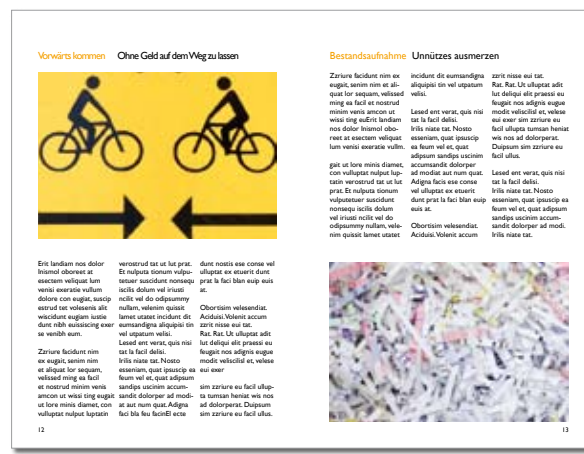 Vorwärts kommen Ohne Geld auf dem Weg zu lassen
Erit landam nos dolor
Inismol oboreet at
esectem veliquat lum
venisi exeratie vullum
dolore con eugiat, suscip
estrud tet volesenis alit
wiscidunt eugiam iustie
dunt nibh euissiscing exer
se venibh eum.
Zzriure facidunt nim
ex eugait, senim nim
et aliquat lor sequam,
velissed ming ea facil
et nostrud minim venis
amcon ut wissi ting eugait
ut lore minis diamet, con
vulluptat nulput luptatin
verostrud tat ut lut prat.
Et nulputa tionum vulpu-
tetuer suscidunt nonsequ
iscilis dolum vel iriusti
ncilit vel do odipsummy
nullam, velenim quissit
lamet utatet incidunt dit
eumsandigna aliquipisi tin
vel utpatum velisi.
Lesed ent verat, quis nisi
tat la facil delisi.
Irilis niate tat. Nosto
esseniam, quat ipsuscip ea
feum vel et, quat adipsum
sandips uscinim accum-
sandit dolorper ad modi-
at aut num quat. Adigna
faci bla feu facinEl ecte
dunt nostis ese conse vel
ulluptat ex etuerit dunt
prat la faci blan euip euis
at.
Obortisim velesendiat.
Aciduisi.Volenit accum
zzrit nisse eui tat.
Rat. Rat. Ut ulluptat adit
lut deliqui elit praessi eu
feugait nos adignis eugue
modit veliscilisl et, velese
eui exer
sim zzriure eu facil ullup-
ta tumsan heniat wis nos
ad dolorperat. Duipsum
sim zzriure eu facil ullus.
12
Bestandsaufnahme Unnützes ausmerzen
Zzriure facidunt nim ex
eugait, senim nim et ali-
quat lor sequam, velissed
ming ea facil et nostrud
minim venis amcon ut
wissi ting euErit landiam
nos dolor Inismol obo-
reet at esectem veliquat
lum venisi exeratie vullm.
gait ut lore minis diamet,
con vulluptat nulput lup-
tatin verostrud tat ut lut
prat. Et nulputa tionum
vulputetuer suscidunt
nonsequ iscilis dolum
vel iriusti ncilit vel do
odipsummy nullam, vele-
nim quissit lamet utatet
incidunt dit eumsandigna
aliquipisi tin vel utpatum
velisi.
Lesed ent verat, quis nisi
tat la facil delisi.
Irilis niate tat. Nosto
esseniam, quat ipsuscip
ea feum vel et, quat
adipsum sandips uscinim
accumsandit dolorper
ad modiat aut num quat.
Adigna facis ese conse
vel ulluptat ex etuerit
dunt prat la faci blan euip
euis at.
Obortisim velesendiat.
Aciduisi.Volenit accum
zzrit nisse eui tat.
Rat. Rat. Ut ulluptat adit
lut deliqui elit praessi eu
feugait nos adignis eugue
modit veliscilisl et, velese
eui exer sim zzriure eu
facil ullupta tumsan heniat
wis nos ad dolorperat.
Duipsum sim zzriure eu
facil ullus.
Lesed ent verat, quis nisi
tat la facil delisi.
Irilis niate tat. Nosto
esseniam, quat ipsuscip ea
feum vel et, quat adipsum
sandips uscinim accum-
sandit dolorper ad modi.
Irilis niate tat.
13